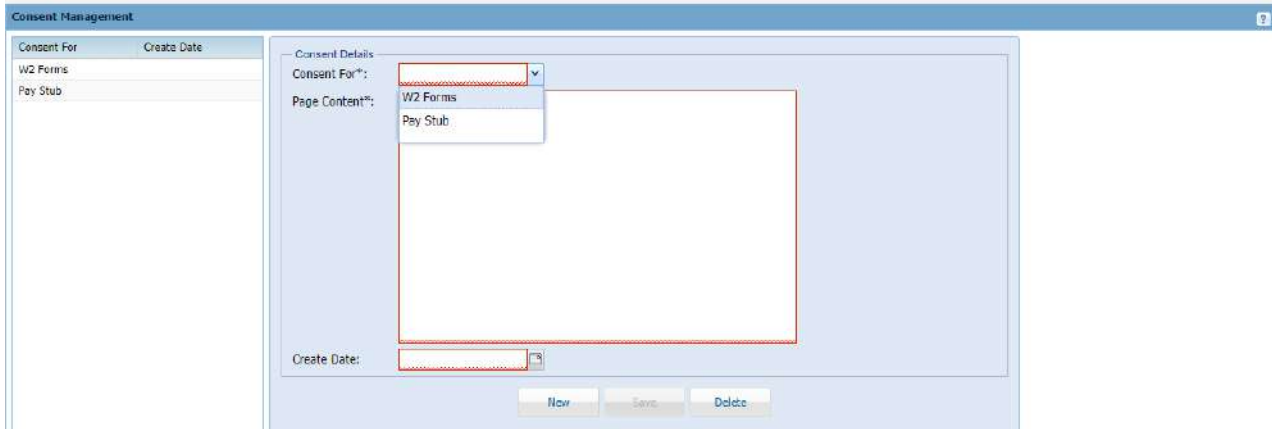 Consent Management
?
Consent For Create Date
W2 Forms
Pay Stub
Consent Details
Consent For*:
Page Content*:
W2 Forms
Pay Stub
Create Date:
New Save Delete